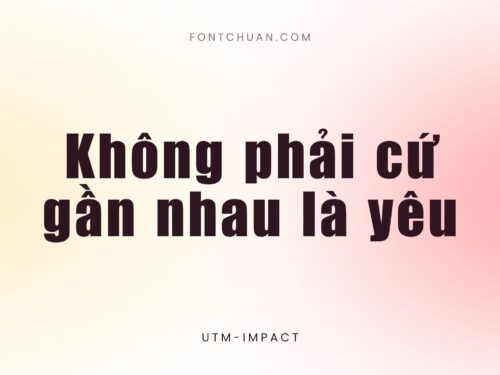 FONTCHUAN.COM
Không phải cứ
gần nhau là yêu
UTM-IMPACT